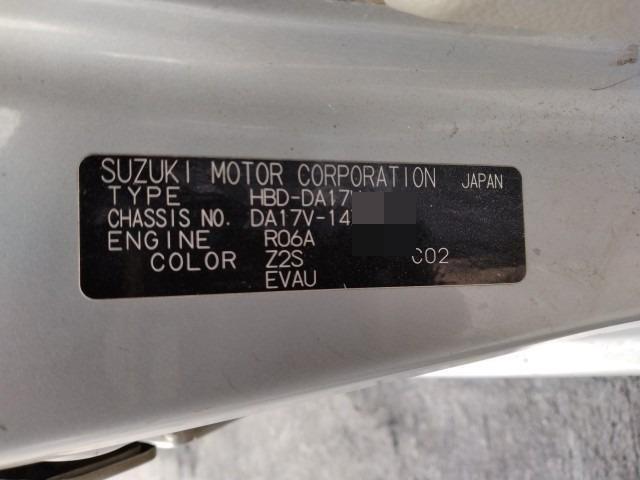 SUZUKI MOTOR CORPORATION JAPAN
TYPE HBD-DA17
CHASSIS NO. DA17V-14
ENGINE R06A
COLOR Z2S C02
EVAU